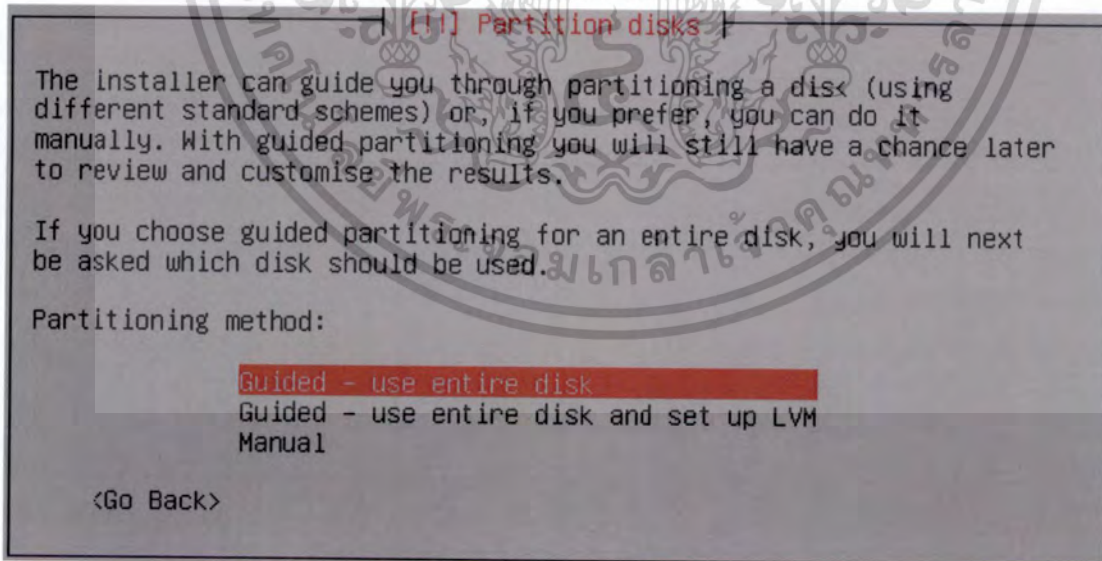 [!!] Partition disks
The installer can guide you through partitioning a disk (using
different standard schemes) or, if you prefer, you can do it
manually. With guided partitioning you will still have a chance later
to review and customise the results.
If you choose guided partitioning for an entire disk, you will next
be asked which disk should be used.
Partitioning method:
Guided - use entire disk
Guided - use entire disk and set up LVM
Manual
<Go Back>